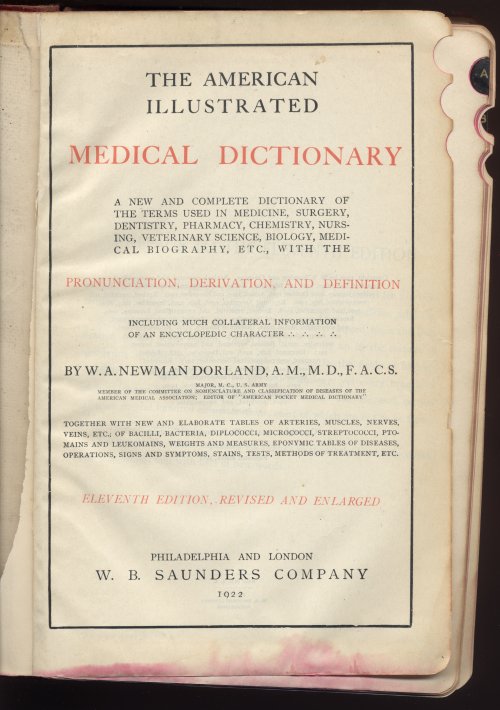 THE AMERICAN
ILLUSTRATED
MEDICAL DICTIONARY
A NEW AND COMPLETE DICTIONARY OF
THE TERMS USED IN MEDICINE, SURGERY,
DENTISTRY, PHARMACY, CHEMISTRY, NURS-
ING, VETERINARY SCIENCE, BIOLOGY, MEDI-
CAL BIOGRAPHY, ETC., WITH THE
PRONUNCIATION, DERIVATION, AND DEFINITION
INCLUDING MUCH COLLATERAL INFORMATION
OF AN ENCYCLOPEDIC CHARACTER ∴ ∴ ∴ ∴
BY W. A. NEWMAN DORLAND, A. M., M. D., F. A. C. S.
MAJOR, M. C., U. S. ARMY
MEMBER OF THE COMMITTEE ON NOMENCLATURE AND CLASSIFICATION OF DISEASES OF THE
AMERICAN MEDICAL ASSOCIATION; EDITOR OF "AMERICAN POCKET MEDICAL DICTIONARY"
TOGETHER WITH NEW AND ELABORATE TABLES OF ARTERIES, MUSCLES, NERVES,
VEINS, ETC.; OF BACILLI, BACTERIA, DIPLOCOCCI, MICROCOCCI, STREPTOCOCCI, PTO-
MAINS AND LEUKOMAINS, WEIGHTS AND MEASURES, EPONYMIC TABLES OF DISEASES,
OPERATIONS, SIGNS AND SYMPTOMS, STAINS, TESTS, METHODS OF TREATMENT, ETC.
ELEVENTH EDITION, REVISED AND ENLARGED
PHILADELPHIA AND LONDON
W. B. SAUNDERS COMPANY
1922
A